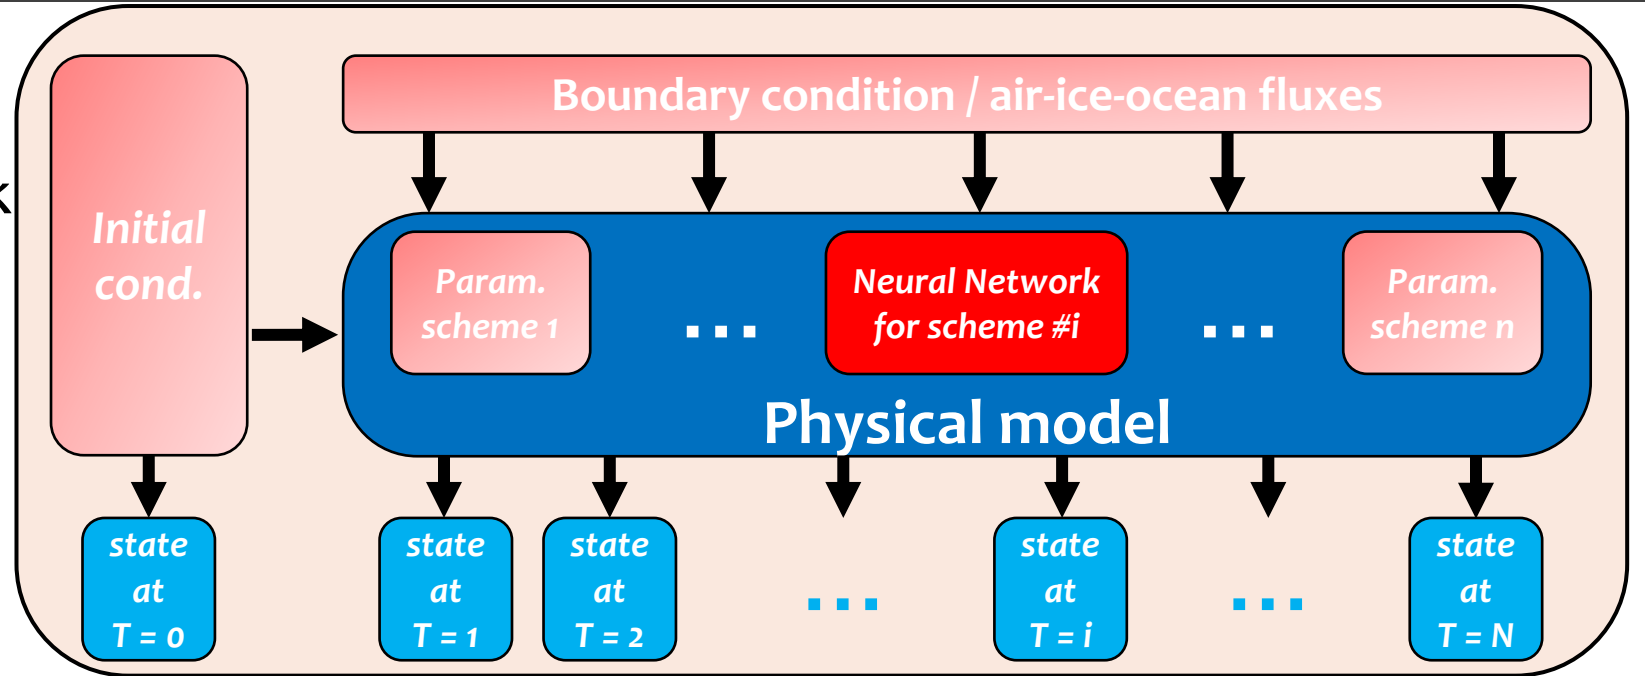 Boundary condition / air-ice-ocean fluxes
k
Initial
cond.
Param.
scheme 1
...
Neural Network
for scheme #i
...
Param.
scheme n
Physical model
state
at
T = 0
state
at
T = 1
state
at
T = 2
...
state
at
T = i
...
state
at
T = N